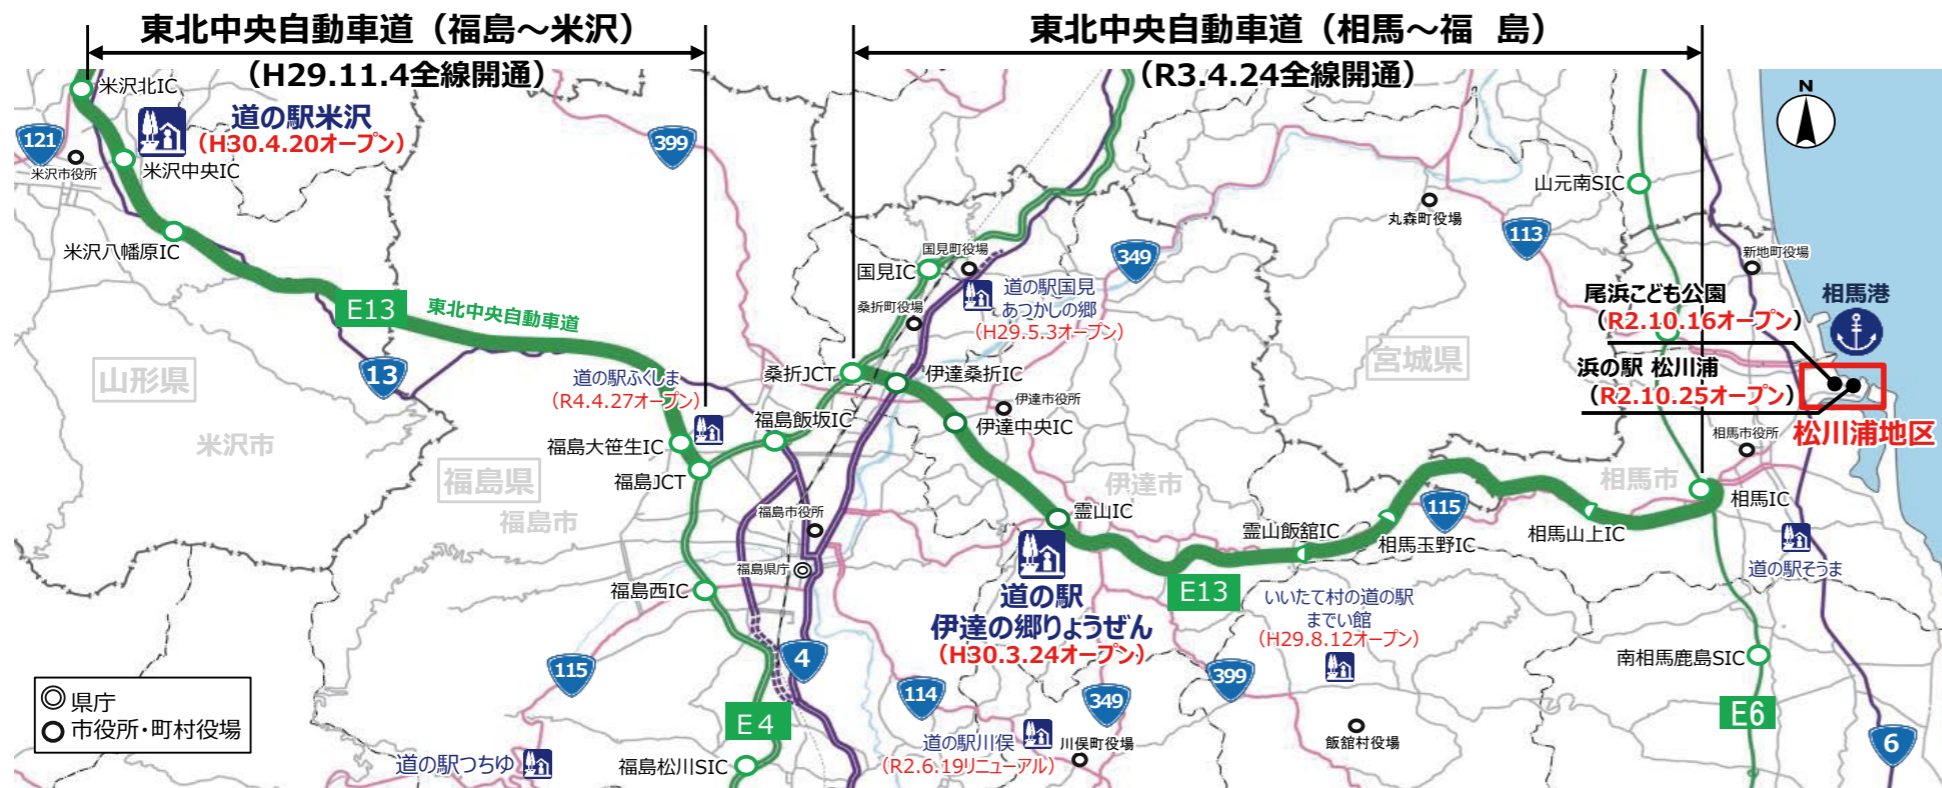 東北中央自動車道（福島～米沢）
（H29.11.4全線開通）
東北中央自動車道（相馬～福 島）
（R3.4.24全線開通）
米沢北IC
道の駅米沢
（H30.4.20オープン）
121
米沢市役所
米沢中央IC
399
米沢八幡原IC
E13
東北中央自動車道
13
山形県
米沢市
福島県
福島市
道の駅ふくしま
（R4.4.27オープン）
福島大笹生IC
福島JCT
福島飯坂IC
桑折JCT
国見IC
国見町役場
桑折町役場
道の駅国見
あつかしの郷
（H29.5.3オープン）
349
伊達桑折IC
伊達市役所
伊達中央IC
伊達市
宮城県
丸森町役場
113
山元南SIC
N
新地町役場
尾浜こども公園
（R2.10.16オープン）
浜の駅 松川浦
（R2.10.25オープン）
相馬港
松川浦地区
相馬市役所
相馬市
相馬IC
相馬山上IC
115
相馬玉野IC
霊山飯舘IC
霊山IC
道の駅
伊達の郷りょうぜん
（H30.3.24オープン）
E13
いいたて村の道の駅
までい館
（H29.8.12オープン）
道の駅そうま
南相馬鹿島SIC
E6
6
福島市役所
福島県庁
福島西IC
4
115
E4
114
349
399
道の駅川俣
（R2.6.19リニューアル）
川俣町役場
飯舘村役場
福島松川SIC
道の駅つちゆ
県庁
市役所・町村役場